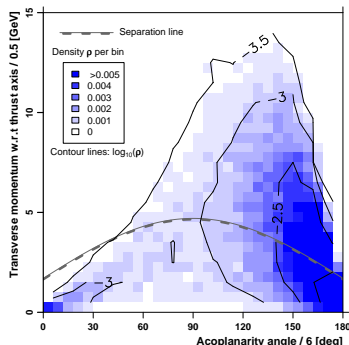 Separation line
Density ρ per bin
>0.005
0.004
0.003
0.002
0.001
0
Contour lines: log₁₀(ρ)
−3.5
−3
−2.5
−3
Transverse momentum w.r.t thrust axis / 0.5 [GeV]
15
10
5
0
0 30 60 90 120 150 180
Acoplanarity angle / 6 [deg]